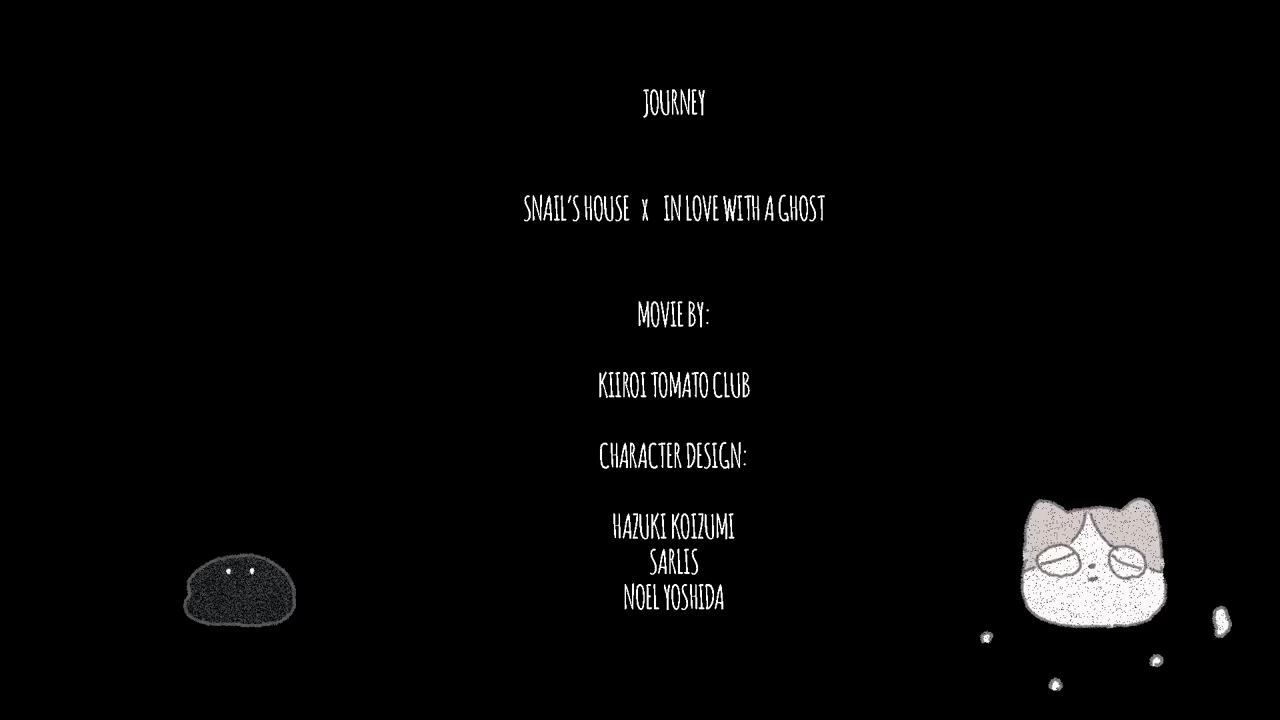 JOURNEY
SNAIL'S HOUSE x IN LOVE WITH A GHOST
MOVIE BY:
KIIROI TOMATO CLUB
CHARACTER DESIGN:
HAZUKI KOIZUMI
SARLIS
NOEL YOSHIDA